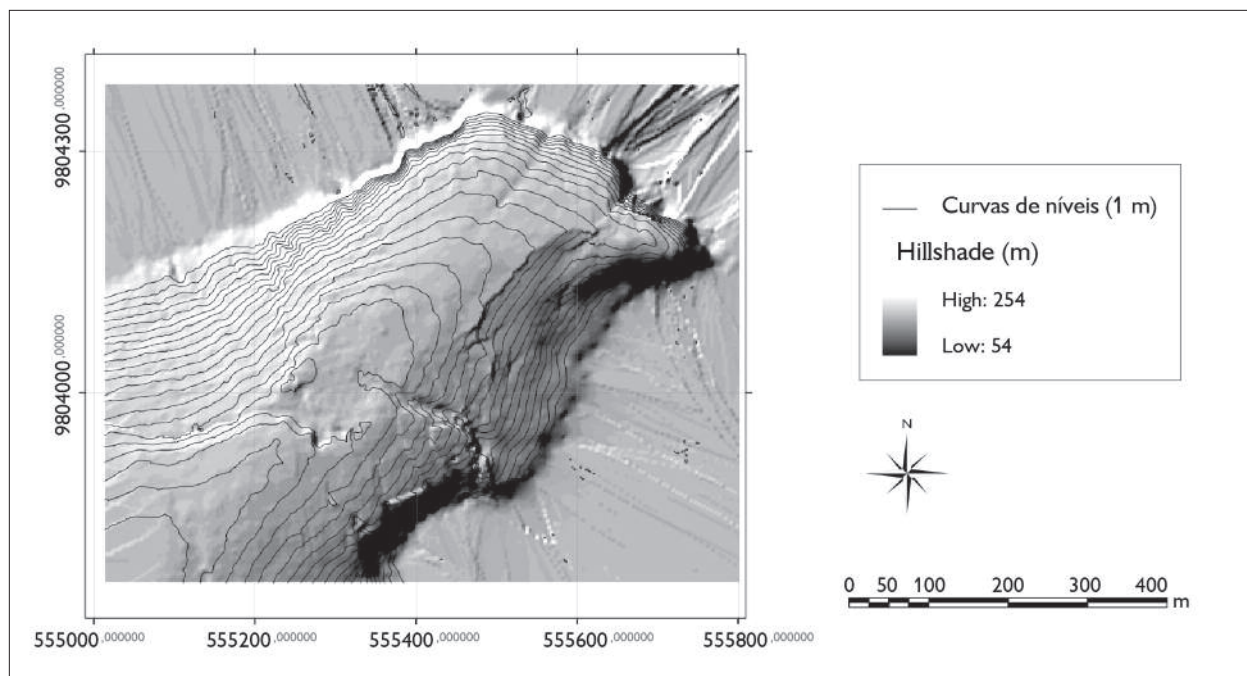 9804300,000000
9804000,000000
555000,000000
555200,000000
555400,000000
555600,000000
555800,000000
Curvas de níveis (1 m)
Hillshade (m)
High: 254
Low: 54
N
0 50 100 200 300 400
m